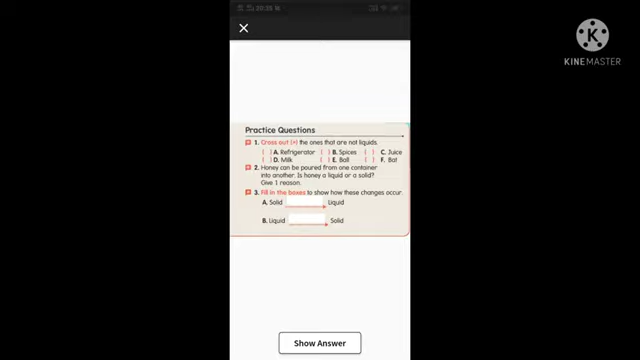 KINEMASTER
Practice Questions
1. Cross out (×) the ones that are not liquids.
( ) A. Refrigerator ( ) B. Spices ( ) C. Juice
( ) D. Milk ( ) E. Ball ( ) F. Bat
2. Honey can be poured from one container
into another. Is honey a liquid or a solid?
Give 1 reason.
3. Fill in the boxes to show how these changes occur.
A. Solid Liquid
B. Liquid Solid
Show Answer